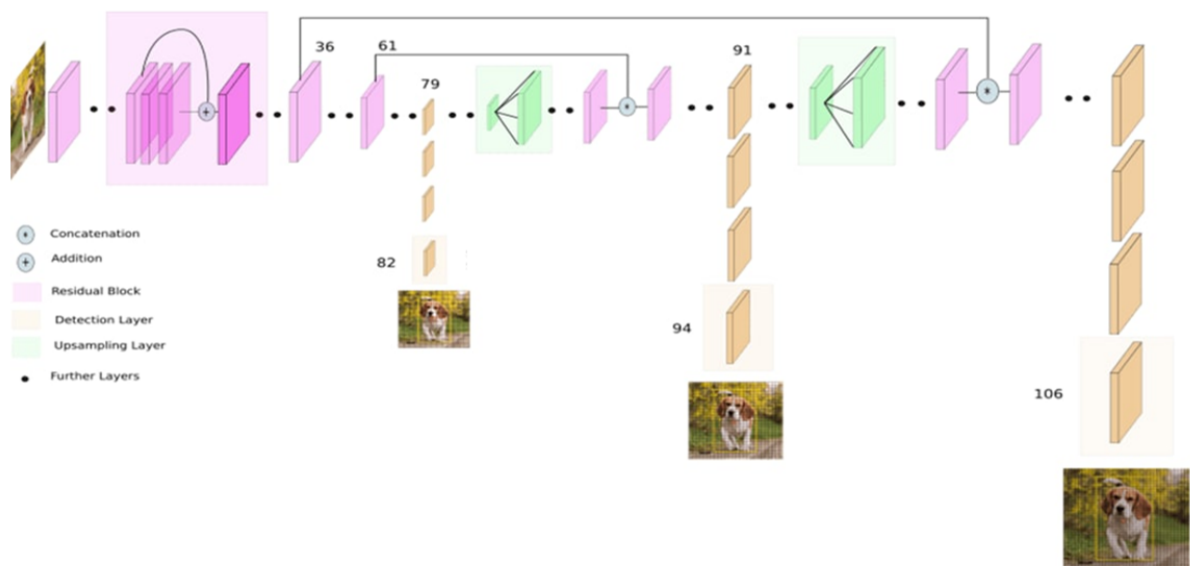 36
61
79
91
Concatenation
Addition
82
Residual Block
Detection Layer
94
Upsampling Layer
Further Layers
106